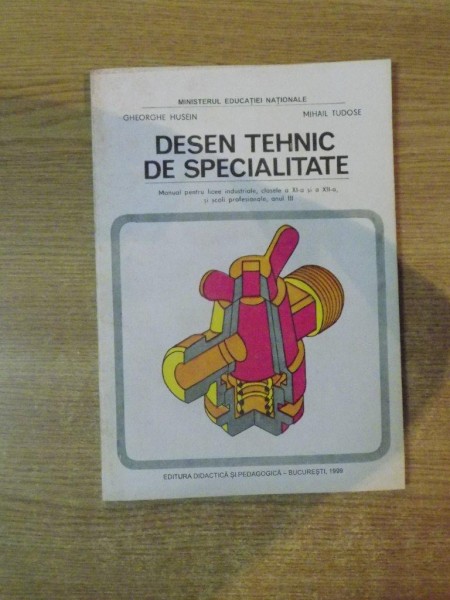 MINISTERUL EDUCAȚIEI NAȚIONALE
GHEORGHE HUSEIN MIHAIL TUDOSE
DESEN TEHNIC
DE SPECIALITATE
Manual pentru licee industriale, clasele a XI-a și a XII-a,
și școli profesionale, anul III
EDITURA DIDACTICĂ ȘI PEDAGOGICĂ – BUCUREȘTI,